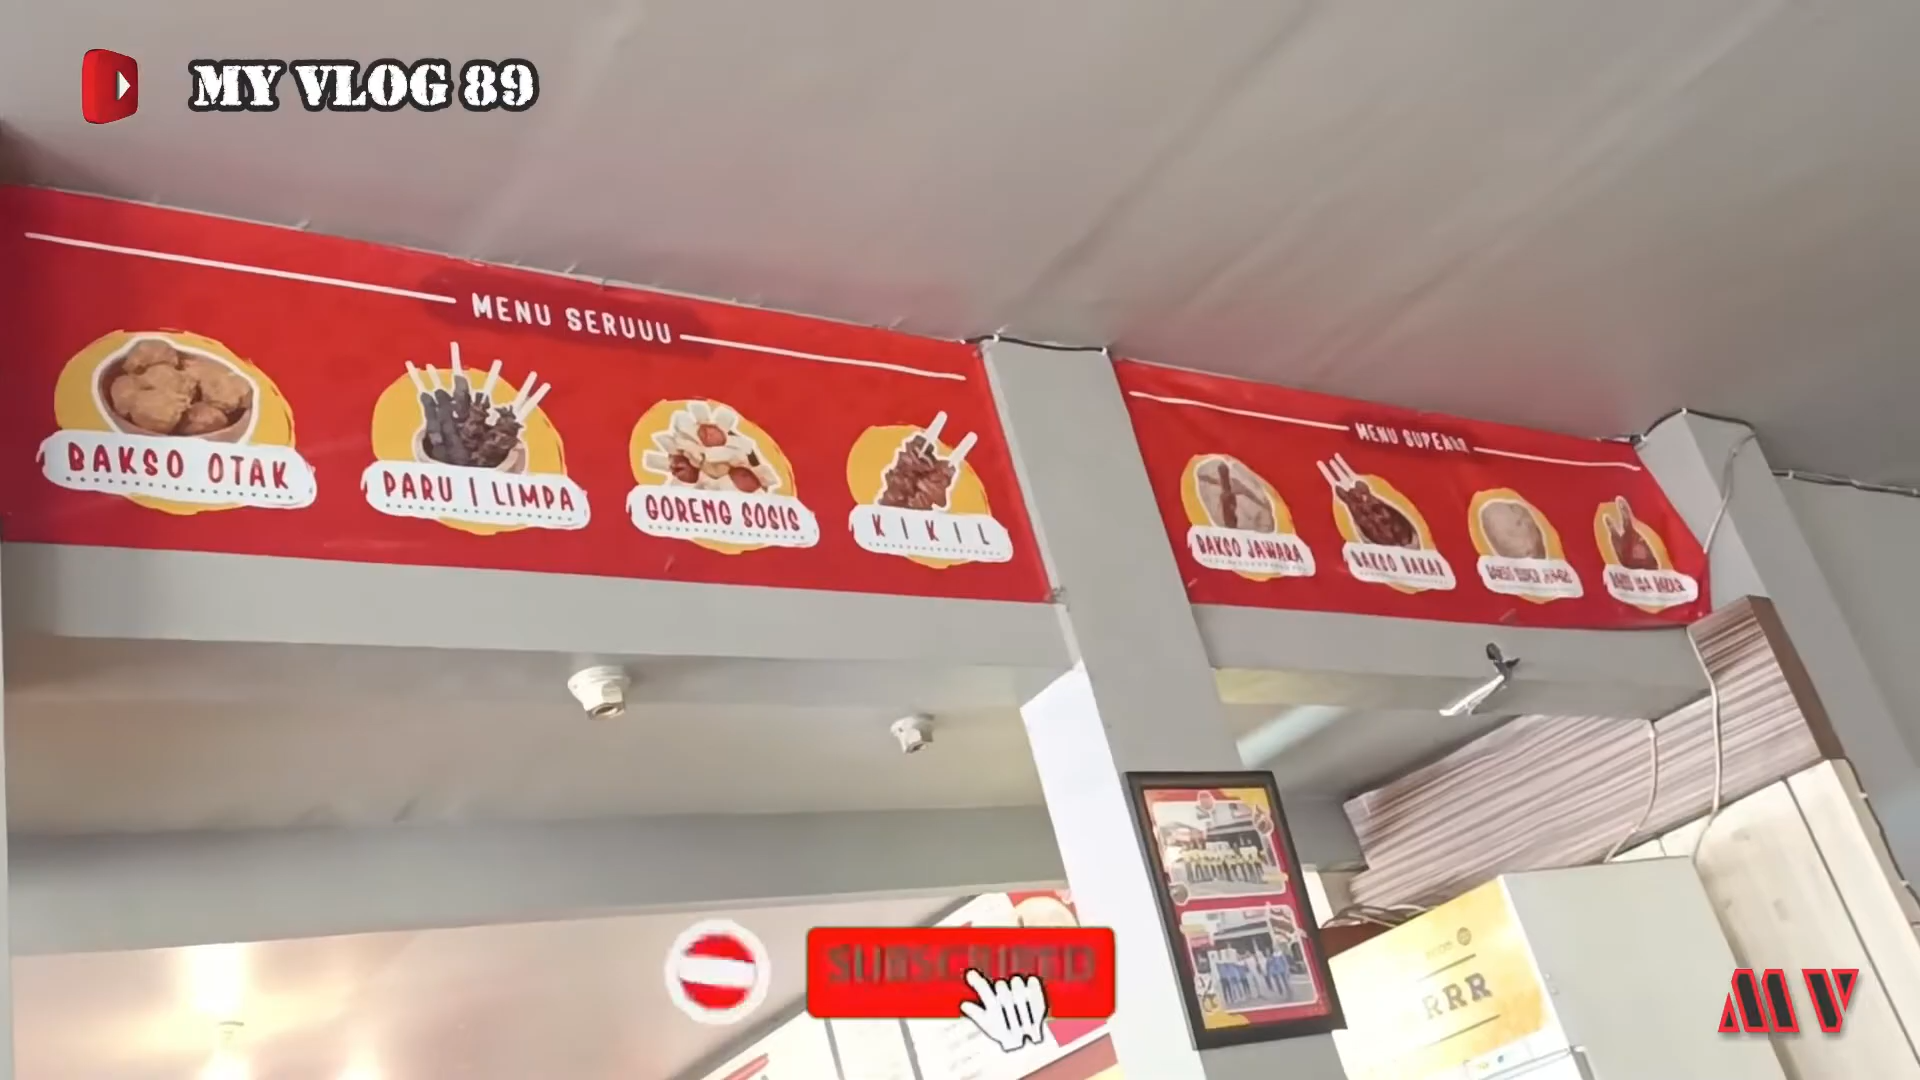 MY VLOG 89
MENU SERUUU
BAKSO OTAK
PARU | LIMPA
GORENG SOSIS
KIKIL
MENU
BAKSO JAWARA
BAKSO BAKAR
SUBSCRIBED
RRR
MV